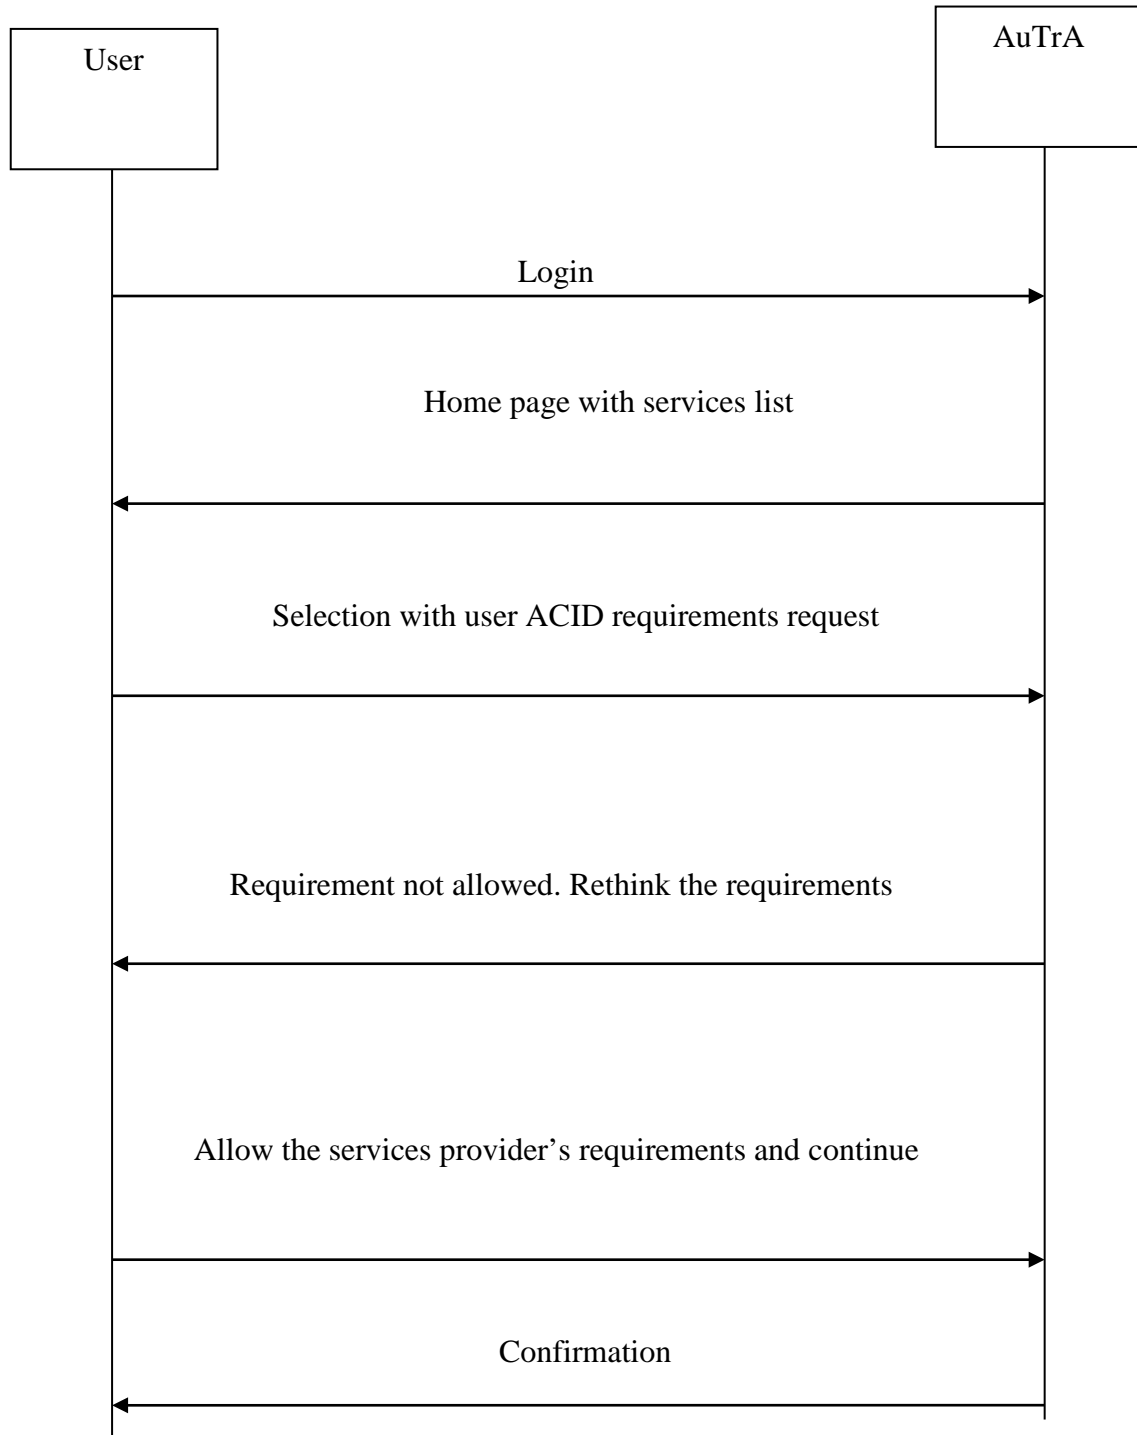 User
AuTrA
Login
Home page with services list
Selection with user ACID requirements request
Requirement not allowed. Rethink the requirements
Allow the services provider’s requirements and continue
Confirmation